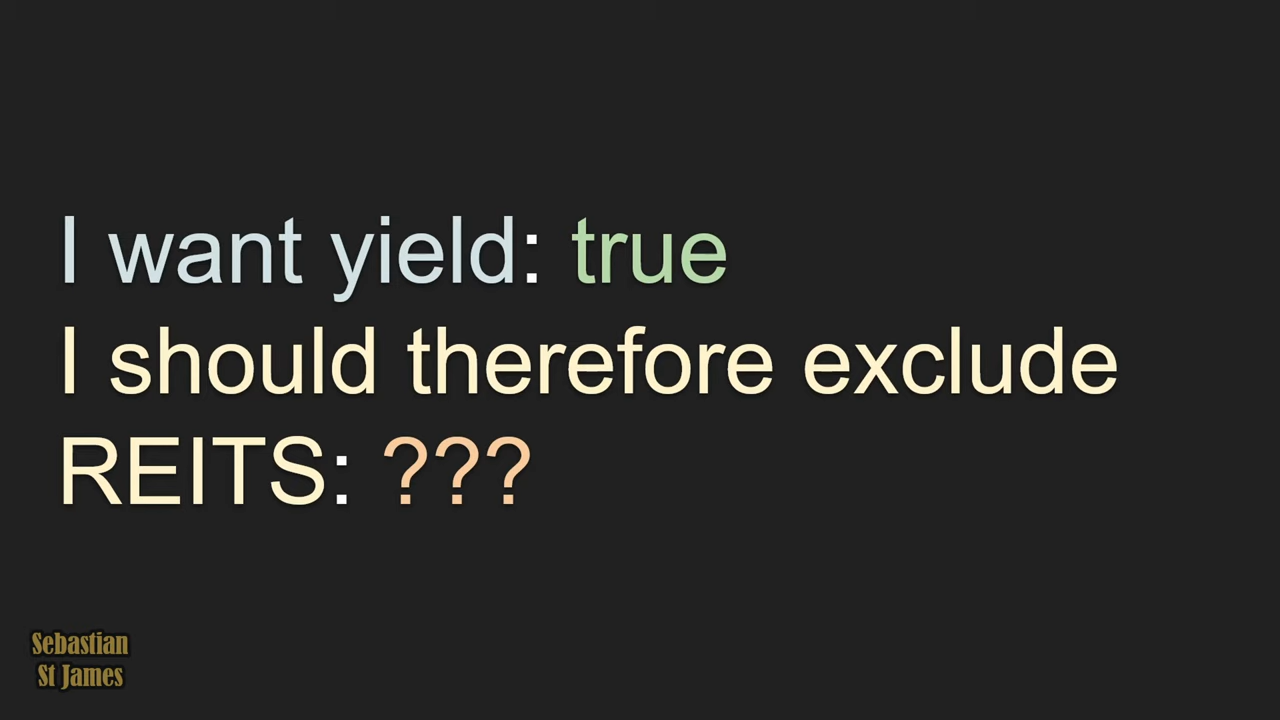 I want yield: true
I should therefore exclude
REITS: ???
Sebastian
St James